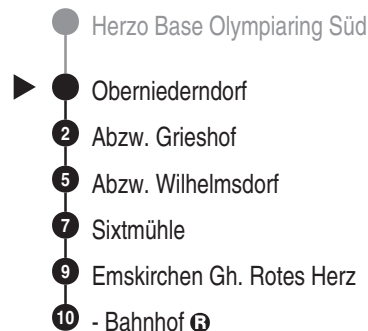 Herzo Base Olympiaring Süd
Oberniederndorf
2 Abzw. Grieshof
5 Abzw. Wilhelmsdorf
7 Sixtmühle
9 Emskirchen Gh. Rotes Herz
10 - Bahnhof R